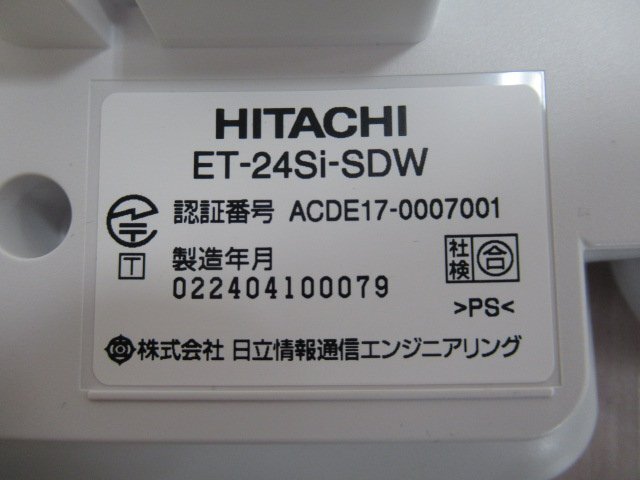 HITACHI
ET-24Si-SDW
認証番号 ACDE17-0007001
T 製造年月 社検 合
022404100079
>PS<
株式会社 日立情報通信エンジニアリング